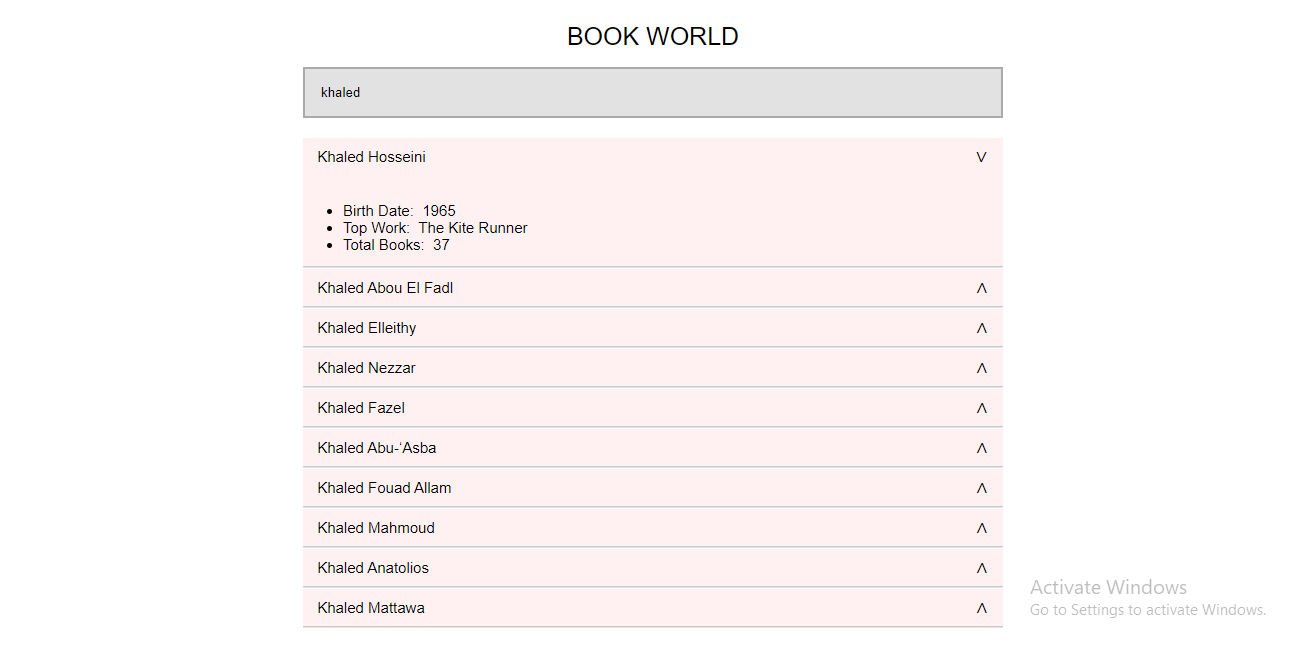 BOOK WORLD
khaled
Khaled Hosseini V
• Birth Date: 1965
• Top Work: The Kite Runner
• Total Books: 37
Khaled Abou El Fadl Λ
Khaled Elleithy Λ
Khaled Nezzar Λ
Khaled Fazel Λ
Khaled Abu-ʻAsba Λ
Khaled Fouad Allam Λ
Khaled Mahmoud Λ
Khaled Anatolios Λ
Khaled Mattawa Λ
Activate Windows
Go to Settings to activate Windows.